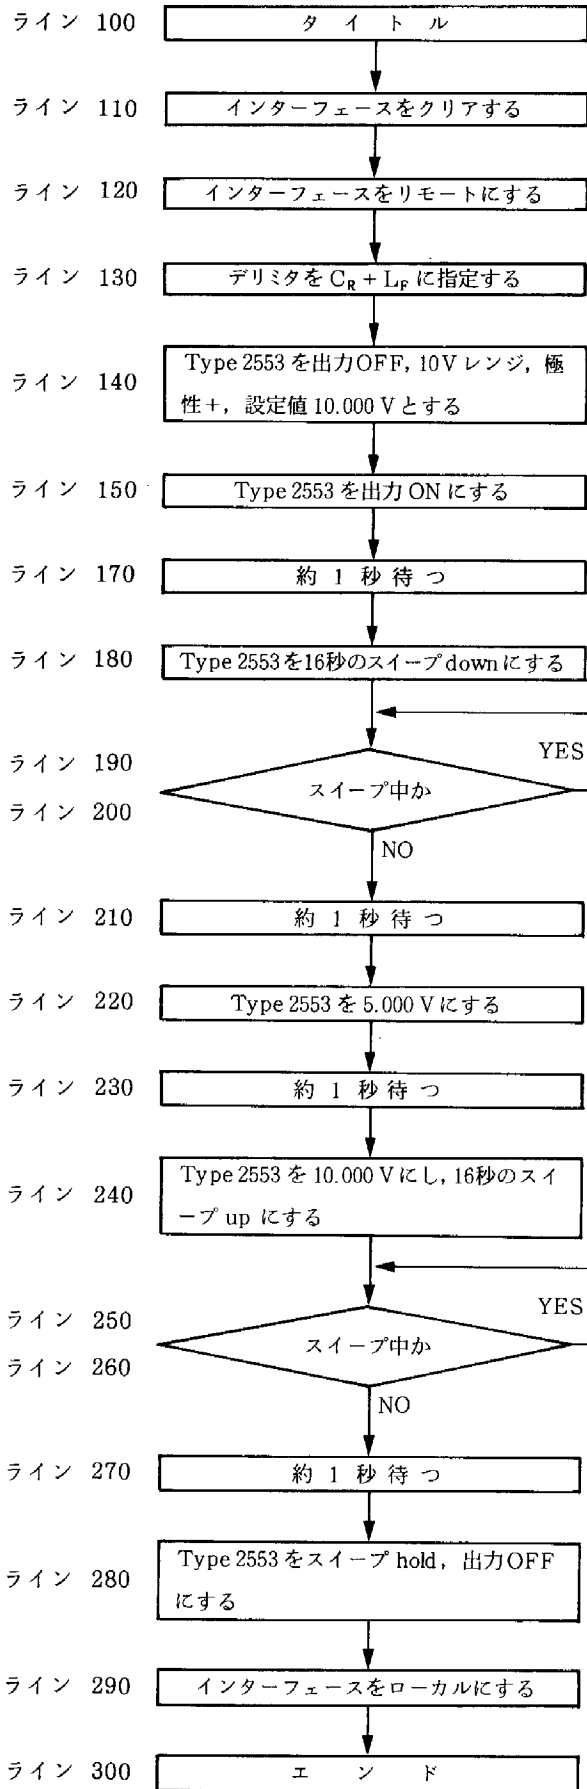 ライン 100 タイトル
ライン 110 インターフェースをクリアする
ライン 120 インターフェースをリモートにする
ライン 130 デリミタを CR + LF に指定する
Type 2553 を出力OFF, 10V レンジ, 極
ライン 140
性+, 設定値 10.000 V とする
ライン 150 Type 2553 を出力 ON にする
ライン 170 約 1 秒 待 つ
ライン 180 Type 2553を16秒のスイープdownにする
YES
ライン 190
スイープ中か
ライン 200
NO
ライン 210 約 1 秒 待 つ
ライン 220 Type 2553 を 5.000 V にする
ライン 230 約 1 秒 待 つ
Type 2553 を 10.000 V にし, 16秒のスイ
ライン 240
ープ up にする
YES
ライン 250
スイープ中か
ライン 260
NO
ライン 270 約 1 秒 待 つ
Type 2553 をスイープ hold, 出力OFF
ライン 280
にする
ライン 290 インターフェースをローカルにする
ライン 300 エンド